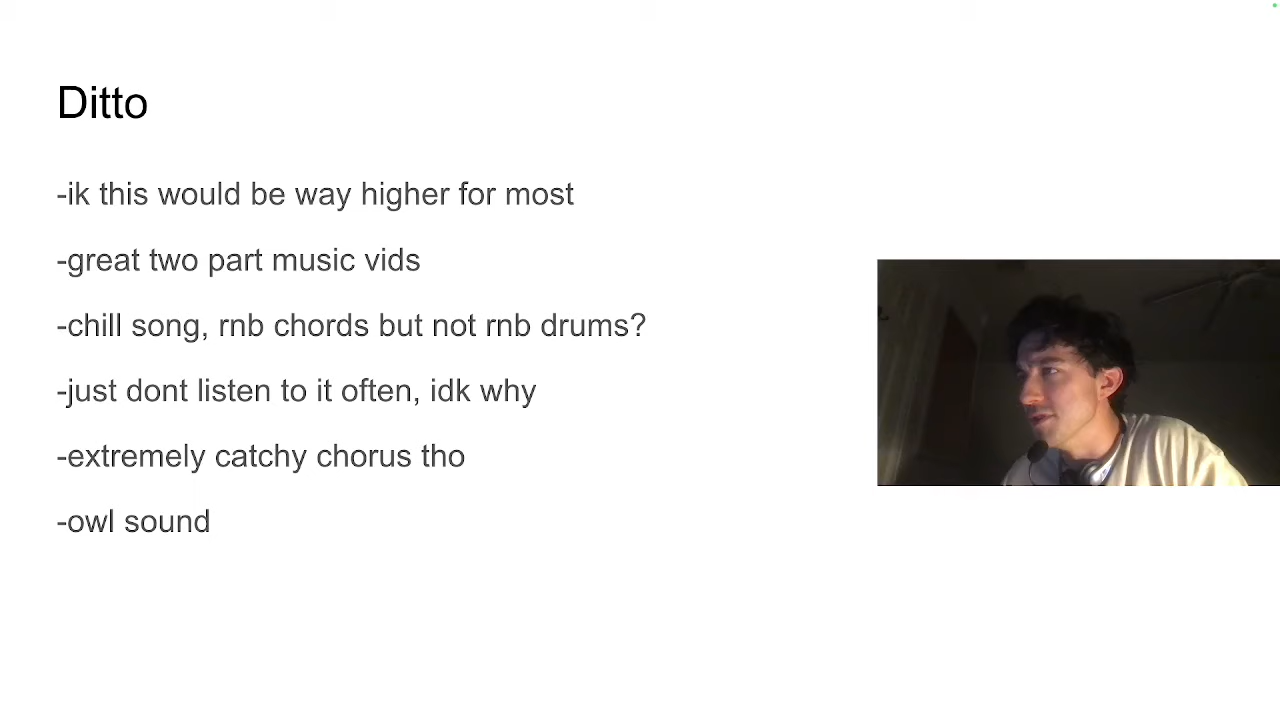 Ditto
-ik this would be way higher for most
-great two part music vids
-chill song, rnb chords but not rnb drums?
-just dont listen to it often, idk why
-extremely catchy chorus tho
-owl sound